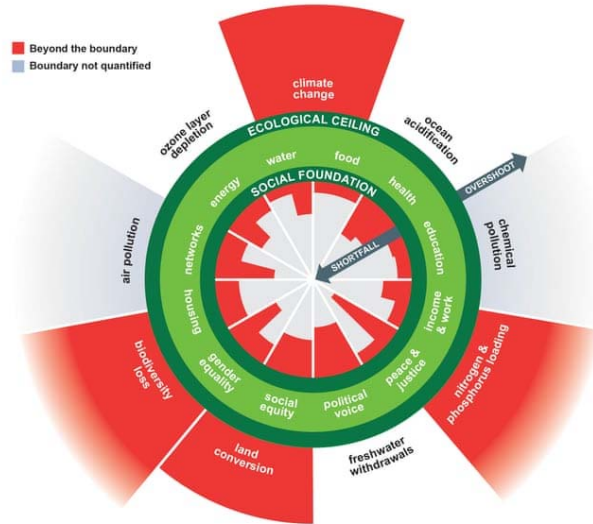 Beyond the boundary
Boundary not quantified
climate
change
ozone layer
depletion
ocean
acidification
ECOLOGICAL CEILING
water
food
energy
health
SOCIAL FOUNDATION
OVERSHOOT
SHORTFALL
networks
education
air pollution
chemical
pollution
housing
income
& work
gender
equality
peace &
justice
social
equity
political
voice
biodiversity
loss
nitrogen &
phosphorus loading
land
conversion
freshwater
withdrawals